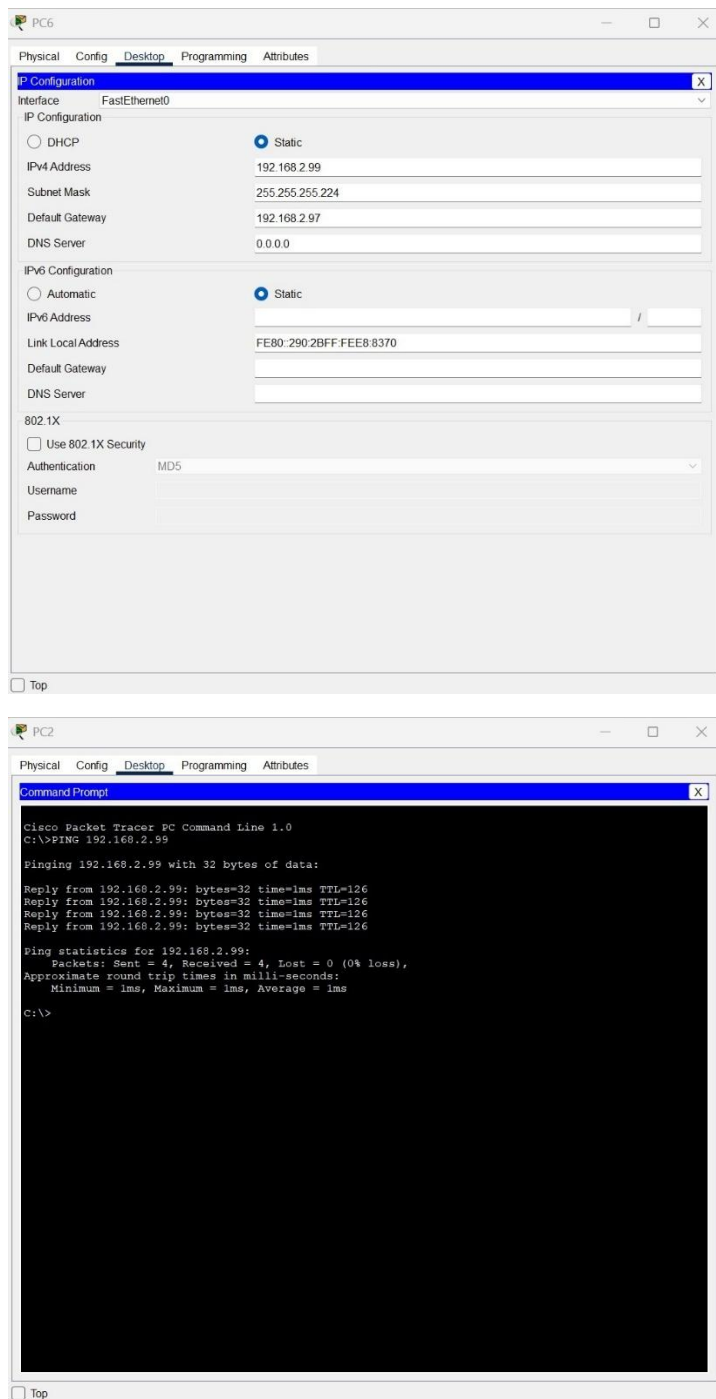 PC6
Physical Config Desktop Programming Attributes
IP Configuration X
Interface FastEthernet0
IP Configuration
DHCP Static
IPv4 Address 192.168.2.99
Subnet Mask 255.255.255.224
Default Gateway 192.168.2.97
DNS Server 0.0.0.0
IPv6 Configuration
Automatic Static
IPv6 Address /
Link Local Address FE80::290:2BFF:FEE8:8370
Default Gateway
DNS Server
802.1X
Use 802.1X Security
Authentication MD5
Username
Password
Top
PC2
Physical Config Desktop Programming Attributes
Command Prompt X
Cisco Packet Tracer PC Command Line 1.0
C:\>PING 192.168.2.99
Pinging 192.168.2.99 with 32 bytes of data:
Reply from 192.168.2.99: bytes=32 time=1ms TTL=126
Reply from 192.168.2.99: bytes=32 time=1ms TTL=126
Reply from 192.168.2.99: bytes=32 time=1ms TTL=126
Reply from 192.168.2.99: bytes=32 time=1ms TTL=126
Ping statistics for 192.168.2.99:
Packets: Sent = 4, Received = 4, Lost = 0 (0% loss),
Approximate round trip times in milli-seconds:
Minimum = 1ms, Maximum = 1ms, Average = 1ms
C:\>
Top